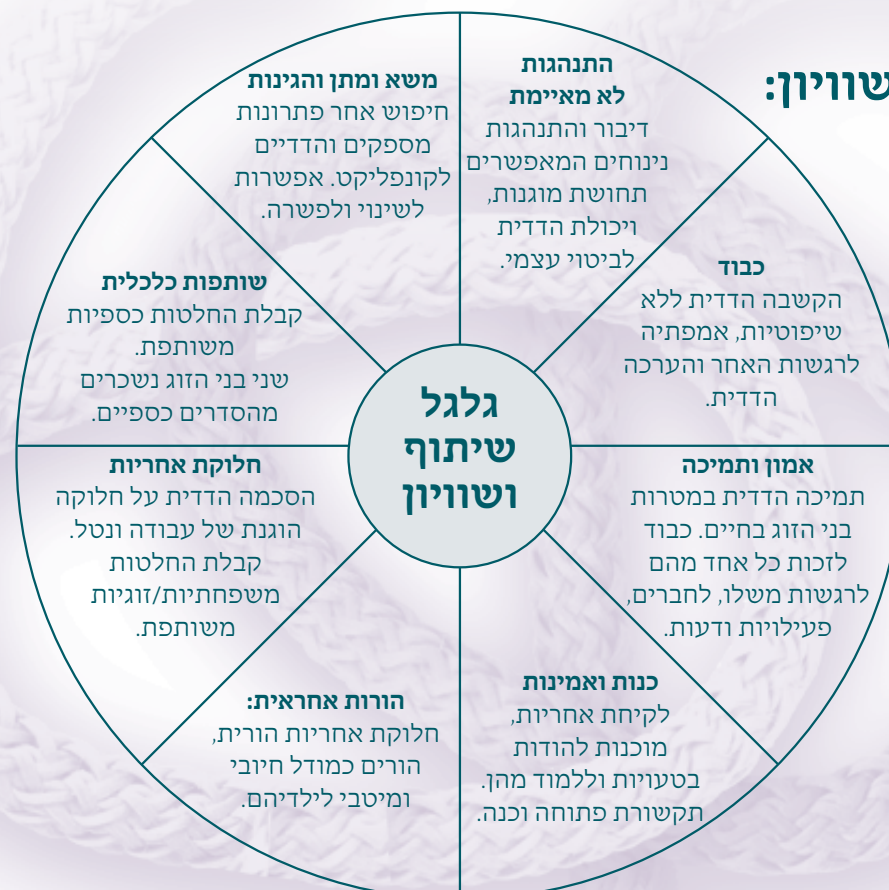 שוויון:
התנהגות
לא מאיימת
דיבור והתנהגות
נינוחים המאפשרים
תחושת מוגנות,
ויכולת הדדית
לביטוי עצמי.
כבוד
הקשבה הדדית ללא
שיפוטיות, אמפתיה
לרגשות האחר והערכה
הדדית.
אמון ותמיכה
תמיכה הדדית במטרות
בני הזוג בחיים. כבוד
לזכות כל אחד מהם
לרגשות משלו, לחברים,
פעילויות ודעות.
כנות ואמינות
לקיחת אחריות,
מוכנות להודות
בטעויות וללמוד מהן.
תקשורת פתוחה וכנה.
הורות אחראית:
חלוקת אחריות הורית,
הורים כמודל חיובי
ומיטבי לילדיהם.
חלוקת אחריות
הסכמה הדדית על חלוקה
הוגנת של עבודה ונטל.
קבלת החלטות
משפחתיות/זוגיות
משותפת.
שותפות כלכלית
קבלת החלטות כספיות
משותפת.
שני בני הזוג נשכרים
מהסדרים כספיים.
משא ומתן והגינות
חיפוש אחר פתרונות
מספקים והדדיים
לקונפליקט. אפשרות
לשינוי ולפשרה.
גלגל
שיתוף
ושוויון